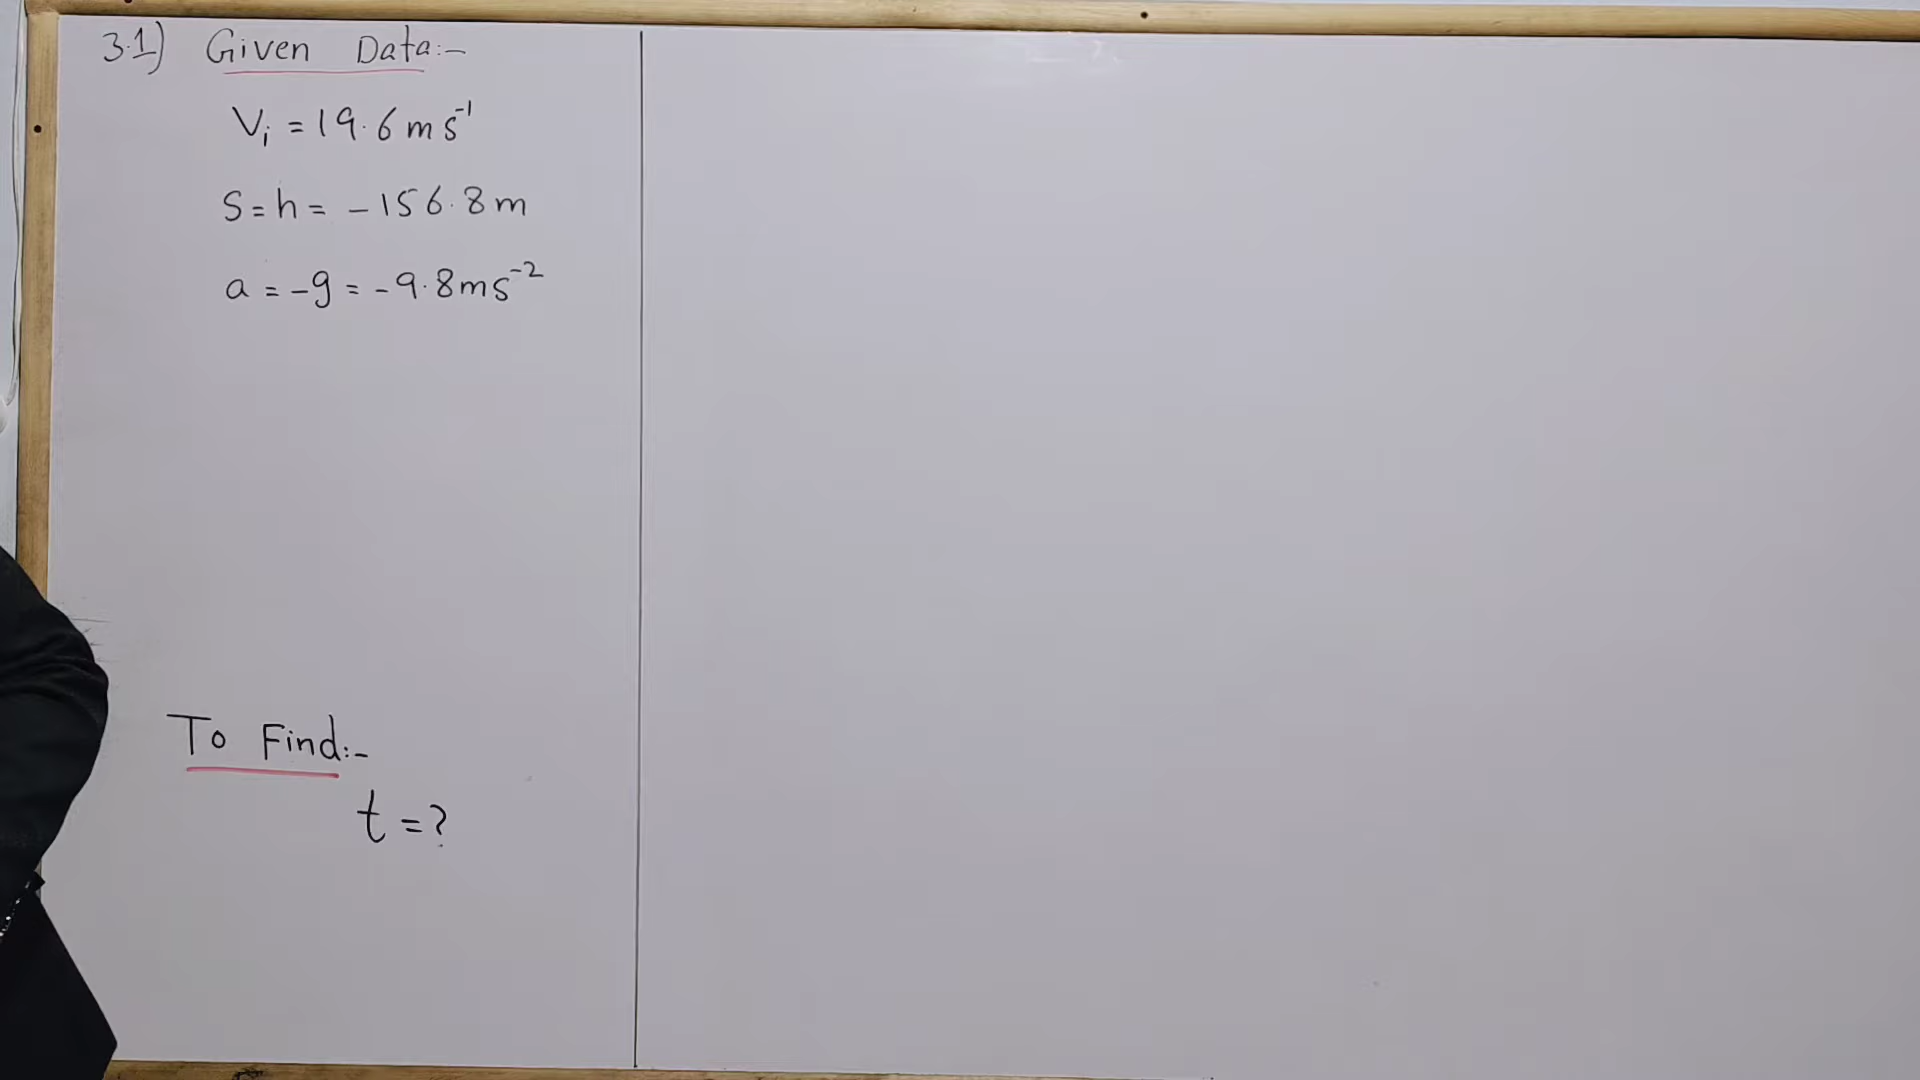 3.1) Given Data:-
Vi = 19.6 ms⁻¹
S = h = -156.8 m
a = -g = -9.8 ms⁻²
To Find:-
t = ?